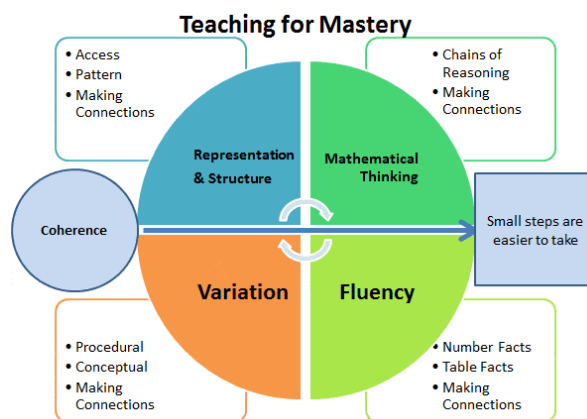 Teaching for Mastery
• Access
• Pattern
• Making
Connections
• Chains of
Reasoning
• Making
Connections
Representation
& Structure
Mathematical
Thinking
Coherence
Small steps are
easier to take
Variation
Fluency
• Procedural
• Conceptual
• Making
Connections
• Number Facts
• Table Facts
• Making
Connections